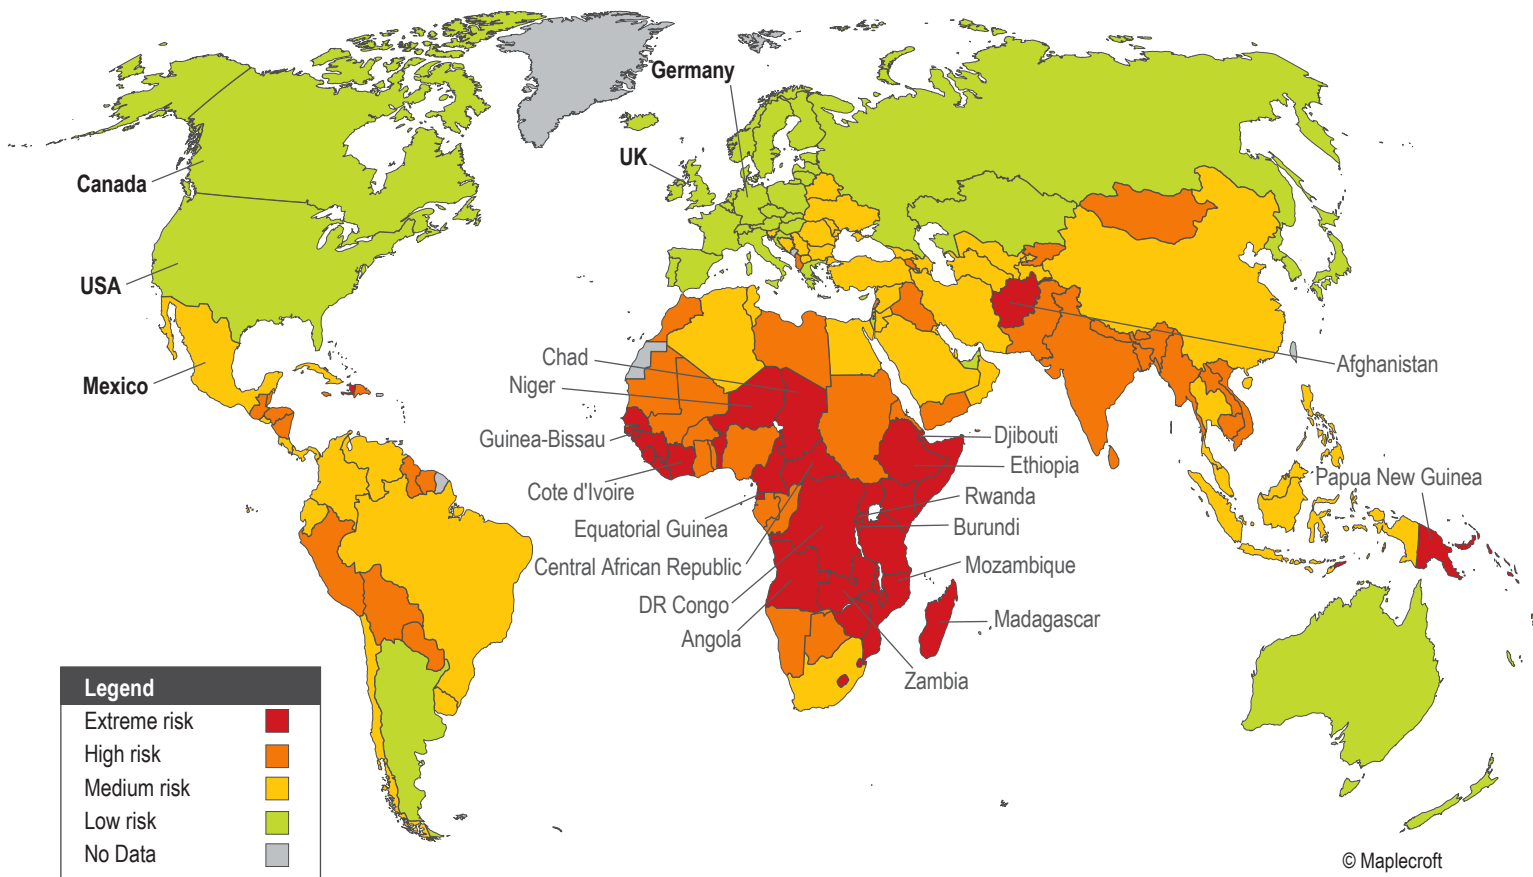 Germany
UK
Canada
USA
Mexico
Chad
Niger
Guinea-Bissau
Cote d'Ivoire
Equatorial Guinea
Central African Republic
DR Congo
Angola
Afghanistan
Djibouti
Ethiopia
Papua New Guinea
Rwanda
Burundi
Mozambique
Madagascar
Zambia
Legend
Extreme risk
High risk
Medium risk
Low risk
No Data
© Maplecroft